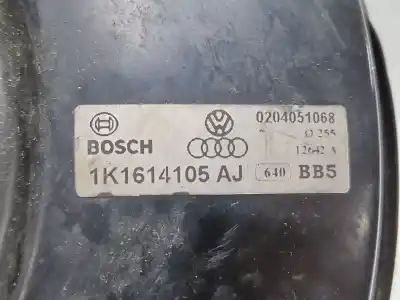 BOSCH
0204051068
Ø 255
12642 A
1K1614105 AJ 640 BB5